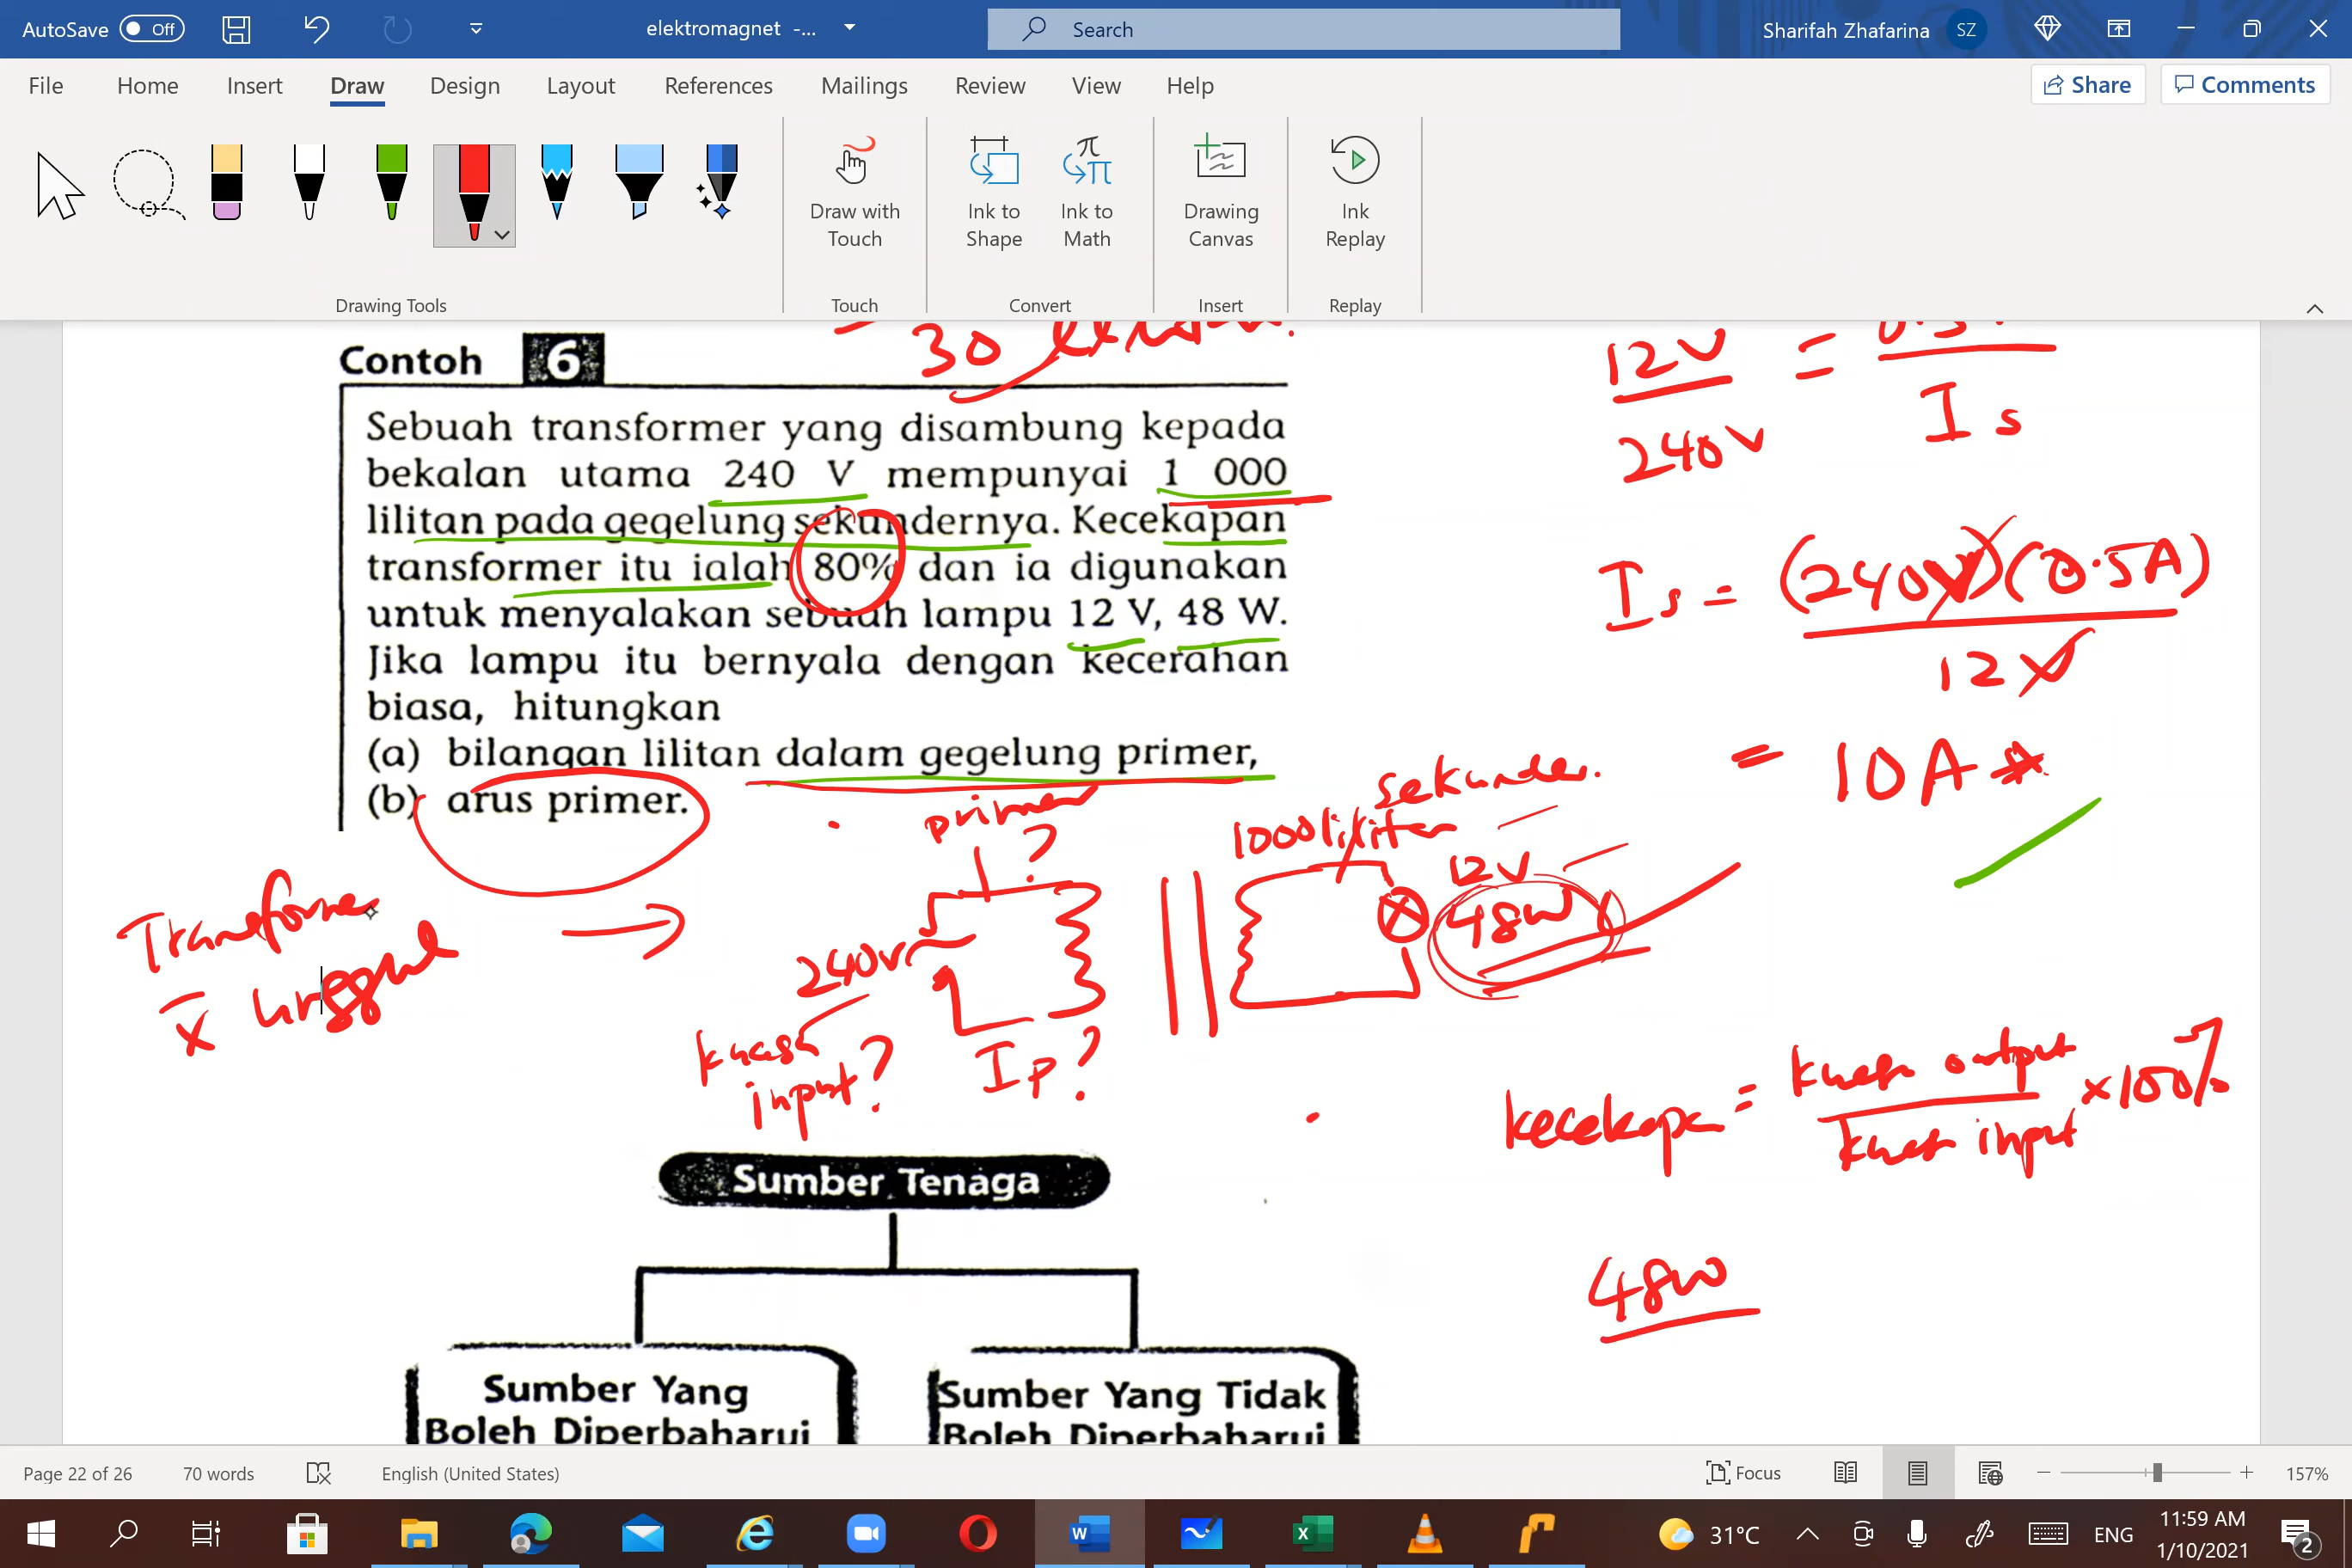 AutoSave Off elektromagnet -... Search Sharifah Zhafarina SZ
File Home Insert Draw Design Layout References Mailings Review View Help Share Comments
Draw with Touch
Ink to Shape
Ink to Math
Drawing Canvas
Ink Replay
Drawing Tools Touch Convert Insert Replay
30
Contoh 6
Sebuah transformer yang disambung kepada
bekalan utama 240 V mempunyai 1 000
lilitan pada gegelung sekundernya. Kecekapan
transformer itu ialah 80% dan ia digunakan
untuk menyalakan sebuah lampu 12 V, 48 W.
Jika lampu itu bernyala dengan kecerahan
biasa, hitungkan
(a) bilangan lilitan dalam gegelung primer,
(b) arus primer.
12V =
240V Is
Is = (240V)(0.5A)
12V
= 10A
primer
?
sekunder.
1000 lilitan
12V
48W
Transformer
240V
kuasa input?
Ip?
kecekapan = kuasa output x100%
kuasa input
48W
Sumber Tenaga
Sumber Yang
Boleh Diperbaharui
Sumber Yang Tidak
Boleh Diperbaharui
Page 22 of 26 70 words English (United States) Focus 157%
31°C ENG 11:59 AM
1/10/2021
2